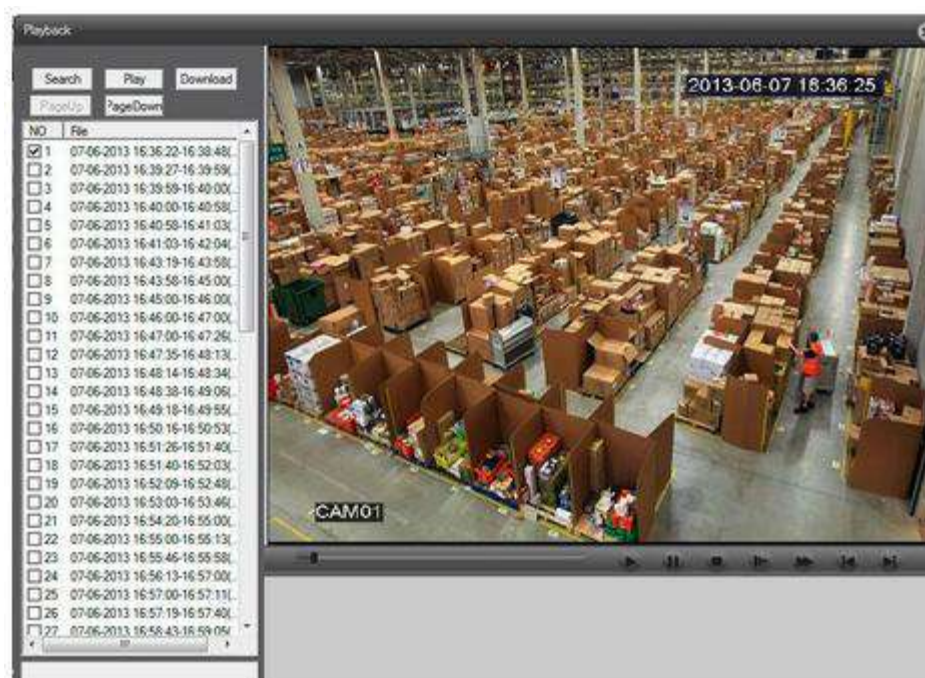 Playback
Search Play Download
PageUp PageDown
NO File
1 07-06-2013 16:36:22-16:38:48(...
2 07-06-2013 16:39:27-16:39:59(...
3 07-06-2013 16:39:59-16:40:00(...
4 07-06-2013 16:40:00-16:40:58(...
5 07-06-2013 16:40:58-16:41:03(...
6 07-06-2013 16:41:03-16:42:04(...
7 07-06-2013 16:43:19-16:43:58(...
8 07-06-2013 16:43:58-16:45:00(...
9 07-06-2013 16:45:00-16:46:00(...
10 07-06-2013 16:46:00-16:47:00(...
11 07-06-2013 16:47:00-16:47:26(...
12 07-06-2013 16:47:35-16:48:13(...
13 07-06-2013 16:48:14-16:48:34(...
14 07-06-2013 16:48:38-16:49:06(...
15 07-06-2013 16:49:18-16:49:55(...
16 07-06-2013 16:50:16-16:50:53(...
17 07-06-2013 16:51:26-16:51:40(...
18 07-06-2013 16:51:40-16:52:03(...
19 07-06-2013 16:52:09-16:52:48(...
20 07-06-2013 16:53:03-16:53:46(...
21 07-06-2013 16:54:20-16:55:00(...
22 07-06-2013 16:55:00-16:55:13(...
23 07-06-2013 16:55:46-16:55:58(...
24 07-06-2013 16:56:13-16:57:00(...
25 07-06-2013 16:57:00-16:57:11(...
26 07-06-2013 16:57:19-16:57:40(...
27 07-06-2013 16:58:43-16:59:05(...
2013-06-07 16:36:25
CAM01